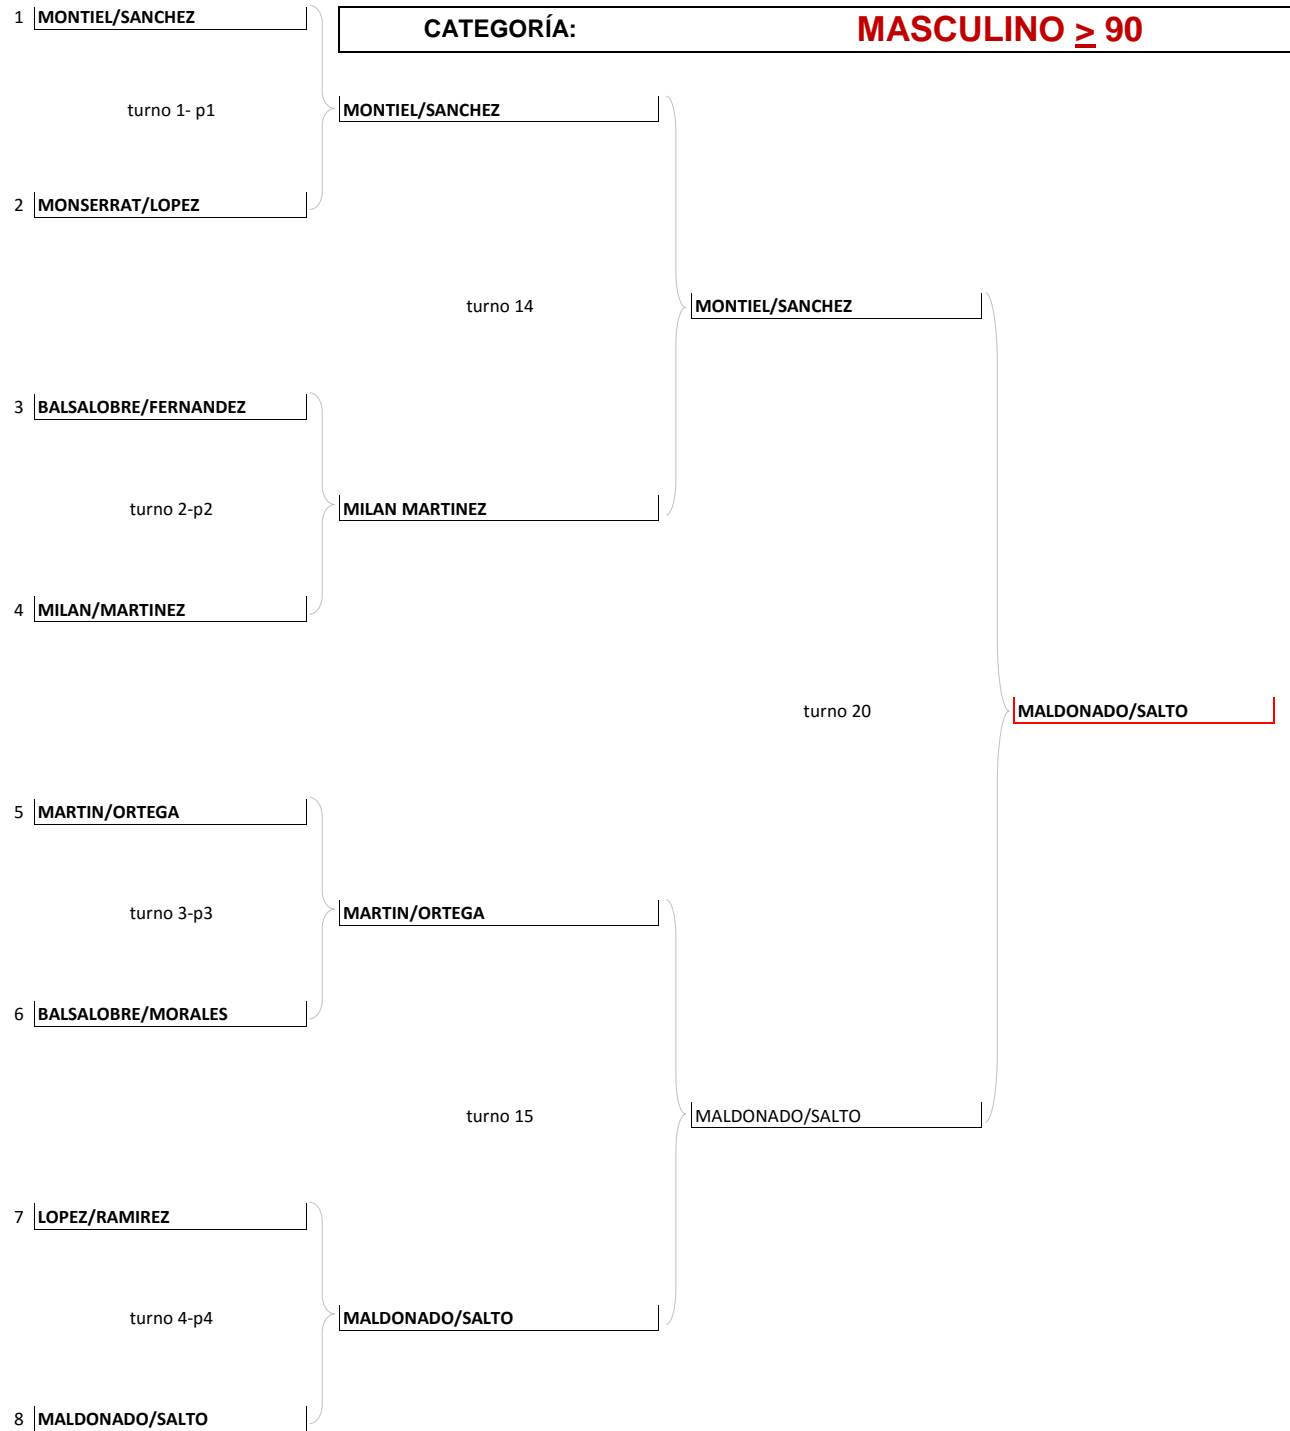 1 MONTIEL/SANCHEZ
CATEGORÍA: MASCULINO ≥ 90
turno 1- p1 MONTIEL/SANCHEZ
2 MONSERRAT/LOPEZ
turno 14 MONTIEL/SANCHEZ
3 BALSALOBRE/FERNANDEZ
turno 2-p2 MILAN MARTINEZ
4 MILAN/MARTINEZ
turno 20 MALDONADO/SALTO
5 MARTIN/ORTEGA
turno 3-p3 MARTIN/ORTEGA
6 BALSALOBRE/MORALES
turno 15 MALDONADO/SALTO
7 LOPEZ/RAMIREZ
turno 4-p4 MALDONADO/SALTO
8 MALDONADO/SALTO